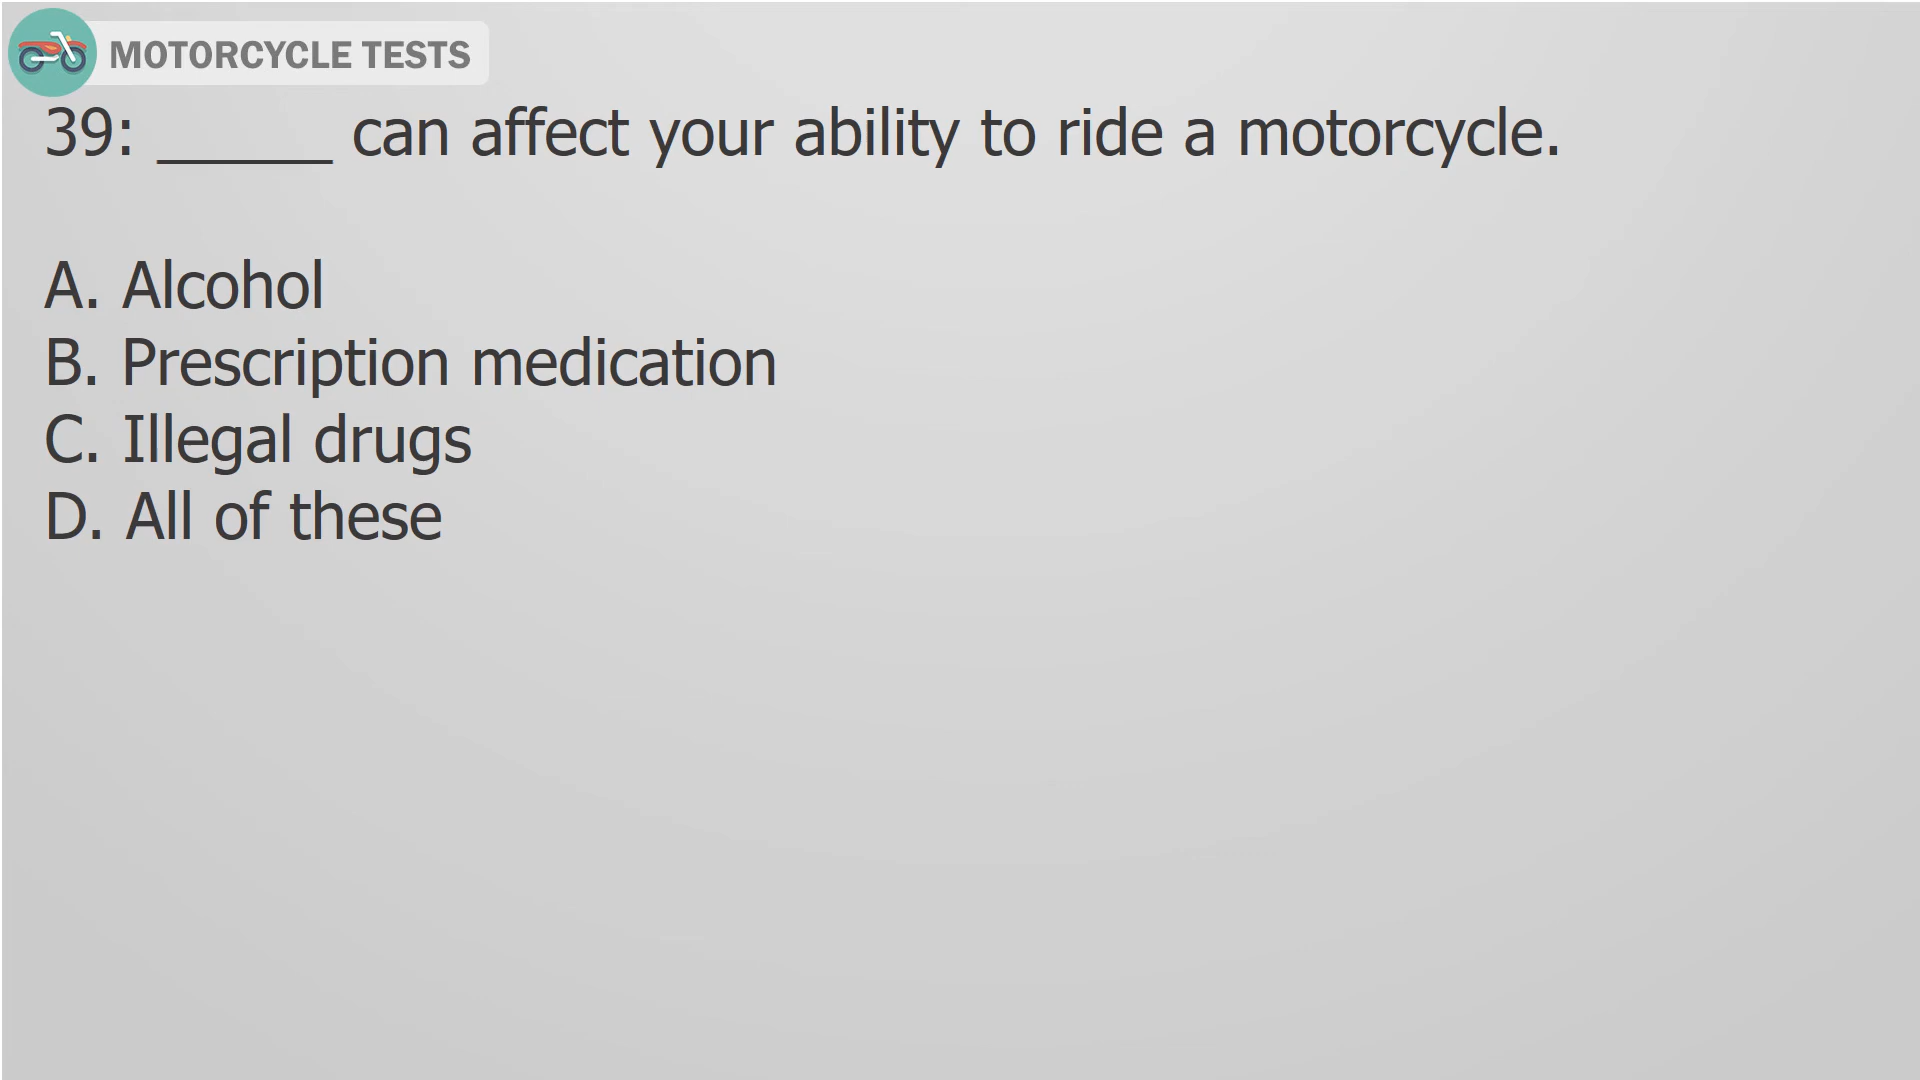 MOTORCYCLE TESTS
39: _____ can affect your ability to ride a motorcycle.
A. Alcohol
B. Prescription medication
C. Illegal drugs
D. All of these